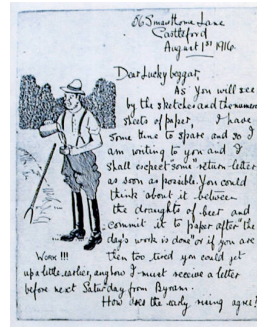 Smawthorne Lane
Castleford
August 1st 1916.
Dear Lucky beggar,
As you will see
by the sketches and the numerous
sheets of paper, I have
some time to spare and so I
am writing to you and I
shall expect some "return-letter"
as soon as possible. You could
think about it between
the draughts of beer and
commit it to paper after "the
day's work is done" or if you are
then too tired you could get
up a little earlier, anyhow I must receive a letter
before next Saturday from Byram.
How does the early rising agree?
WORK !!!